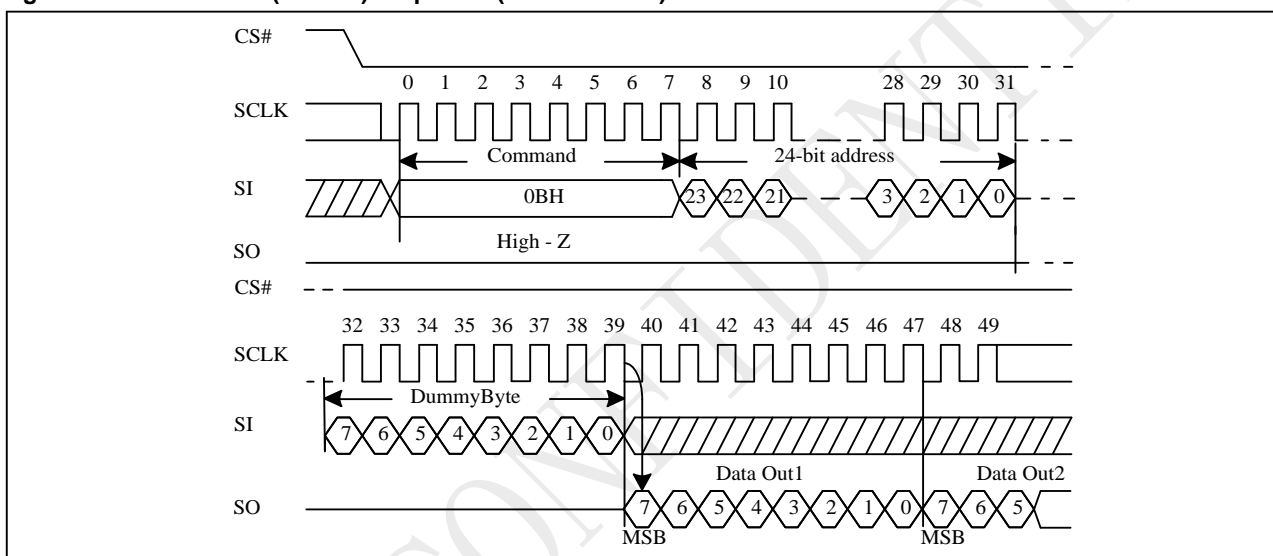 CS#
0 1 2 3 4 5 6 7 8 9 10 28 29 30 31
SCLK
Command 24-bit address
SI 0BH 23 22 21 3 2 1 0
High - Z
SO
CS#
32 33 34 35 36 37 38 39 40 41 42 43 44 45 46 47 48 49
SCLK
DummyByte
SI 7 6 5 4 3 2 1 0
Data Out1 Data Out2
SO 7 6 5 4 3 2 1 0 7 6 5
MSB MSB